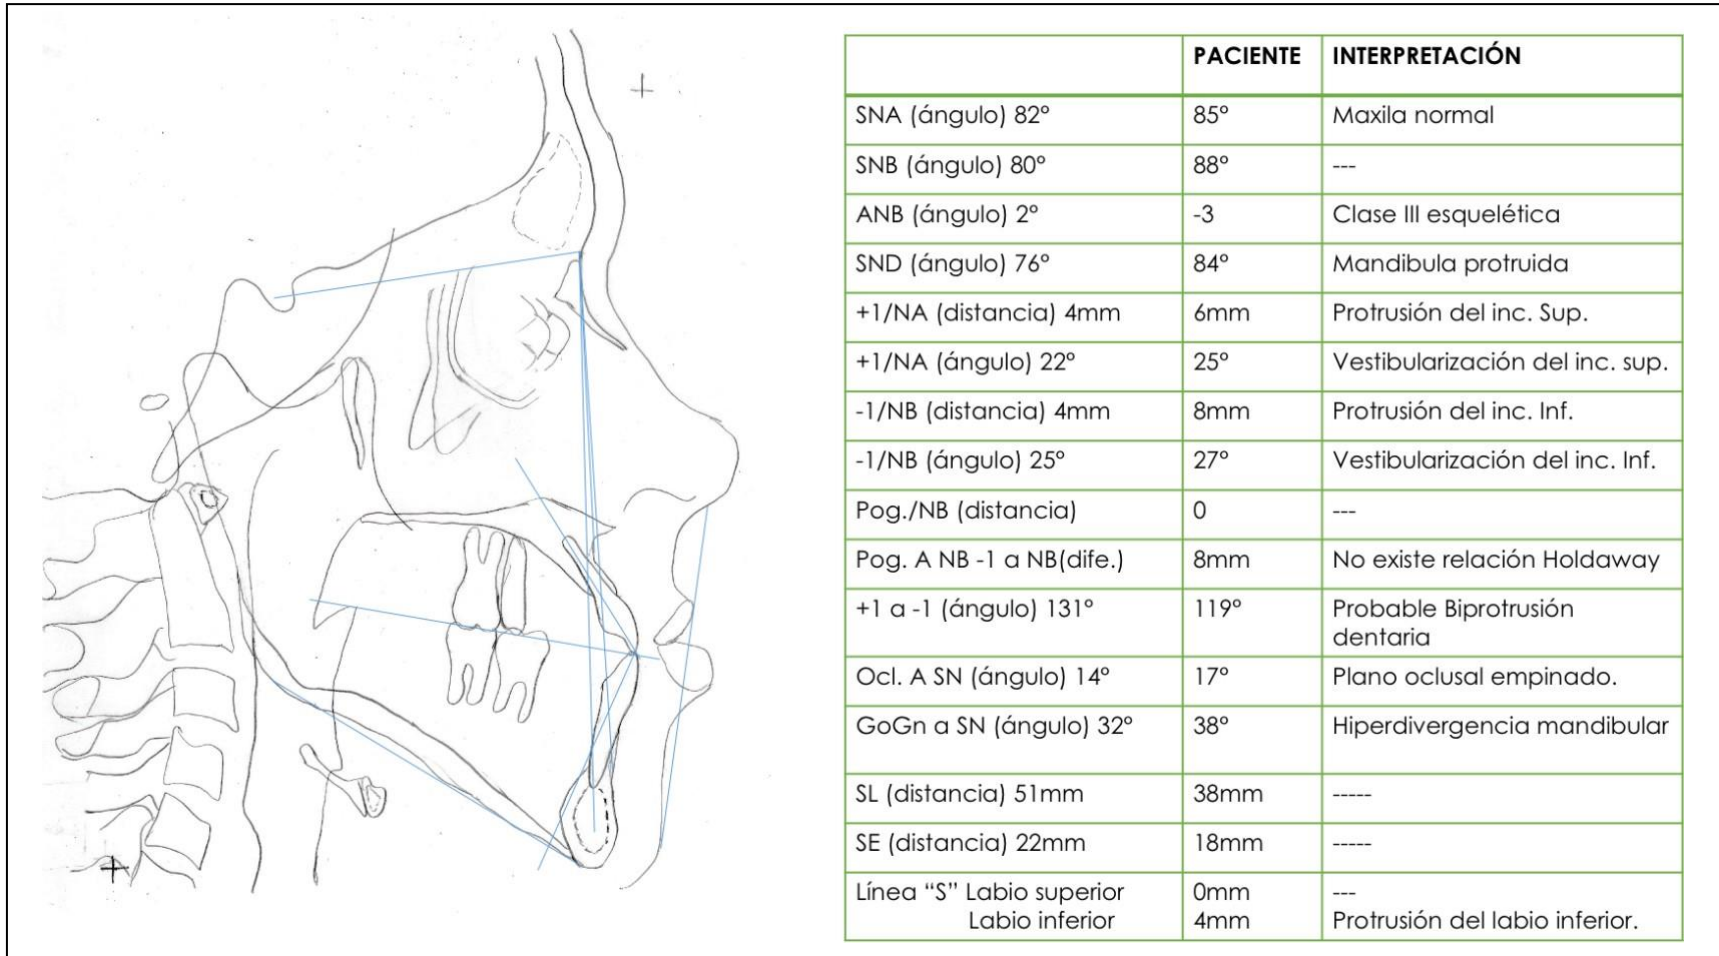 PACIENTE INTERPRETACIÓN
SNA (ángulo) 82° 85° Maxila normal
SNB (ángulo) 80° 88° ---
ANB (ángulo) 2° -3 Clase III esquelética
SND (ángulo) 76° 84° Mandibula protruida
+1/NA (distancia) 4mm 6mm Protrusión del inc. Sup.
+1/NA (ángulo) 22° 25° Vestibularización del inc. sup.
-1/NB (distancia) 4mm 8mm Protrusión del inc. Inf.
-1/NB (ángulo) 25° 27° Vestibularización del inc. Inf.
Pog./NB (distancia) 0 ---
Pog. A NB -1 a NB(dife.) 8mm No existe relación Holdaway
+1 a -1 (ángulo) 131° 119° Probable Biprotrusión
dentaria
Ocl. A SN (ángulo) 14° 17° Plano oclusal empinado.
GoGn a SN (ángulo) 32° 38° Hiperdivergencia mandibular
SL (distancia) 51mm 38mm -----
SE (distancia) 22mm 18mm -----
Línea “S” Labio superior 0mm ---
Labio inferior 4mm Protrusión del labio inferior.